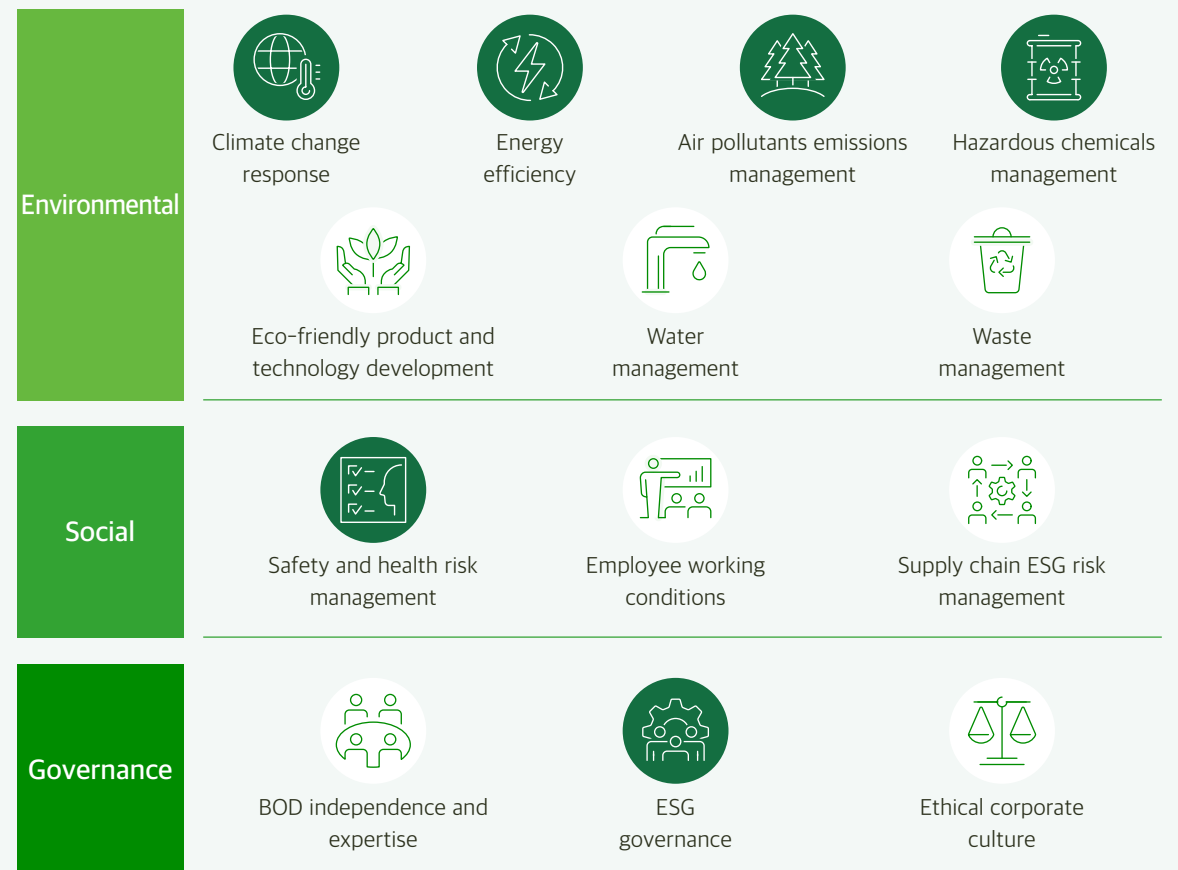 Environmental
Climate change
response
Energy
efficiency
Air pollutants emissions
management
Hazardous chemicals
management
Eco-friendly product and
technology development
Water
management
Waste
management
Social
Safety and health risk
management
Employee working
conditions
Supply chain ESG risk
management
Governance
BOD independence and
expertise
ESG
governance
Ethical corporate
culture